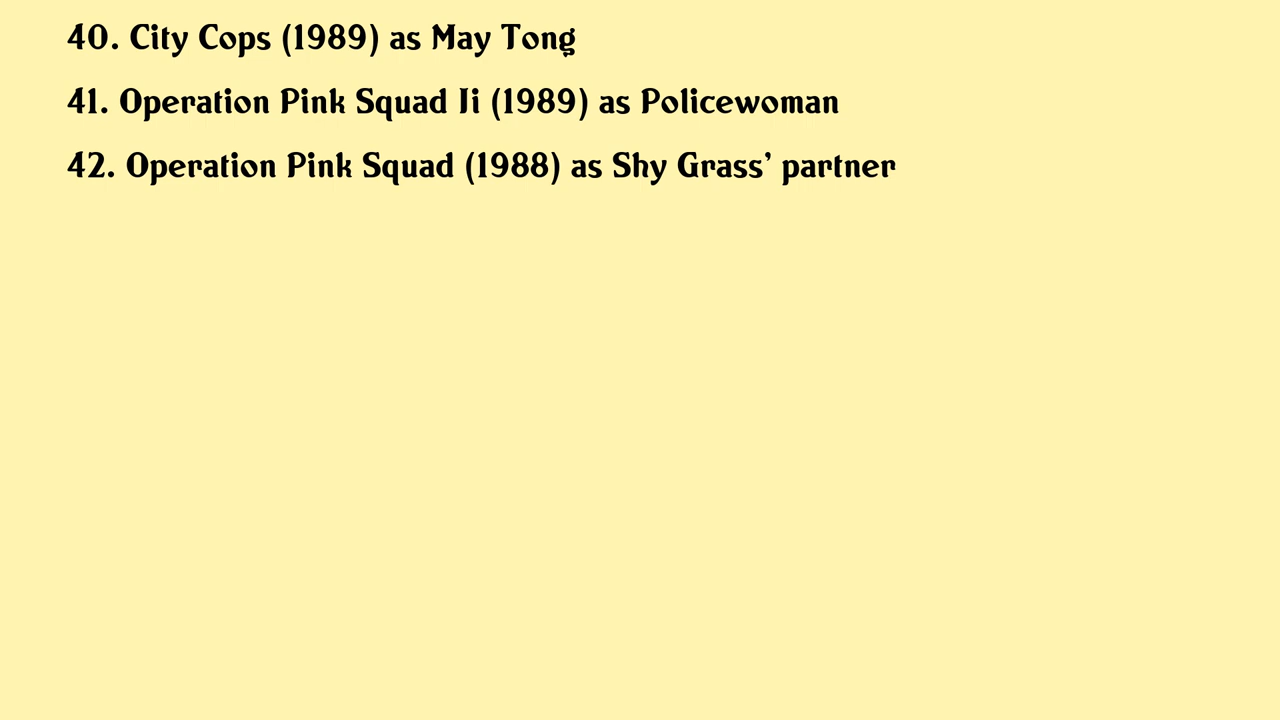 40. City Cops (1989) as May Tong
41. Operation Pink Squad Ii (1989) as Policewoman
42. Operation Pink Squad (1988) as Shy Grass’ partner